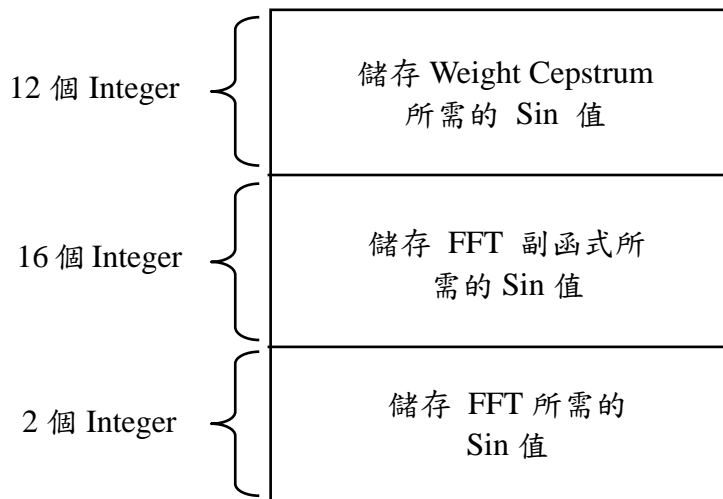 12 個 Integer
儲存 Weight Cepstrum
所需的 Sin 值
16 個 Integer
儲存 FFT 副函式所
需的 Sin 值
2 個 Integer
儲存 FFT 所需的
Sin 值